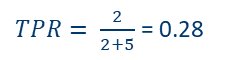 TPR = 2/(2+5) = 0.28